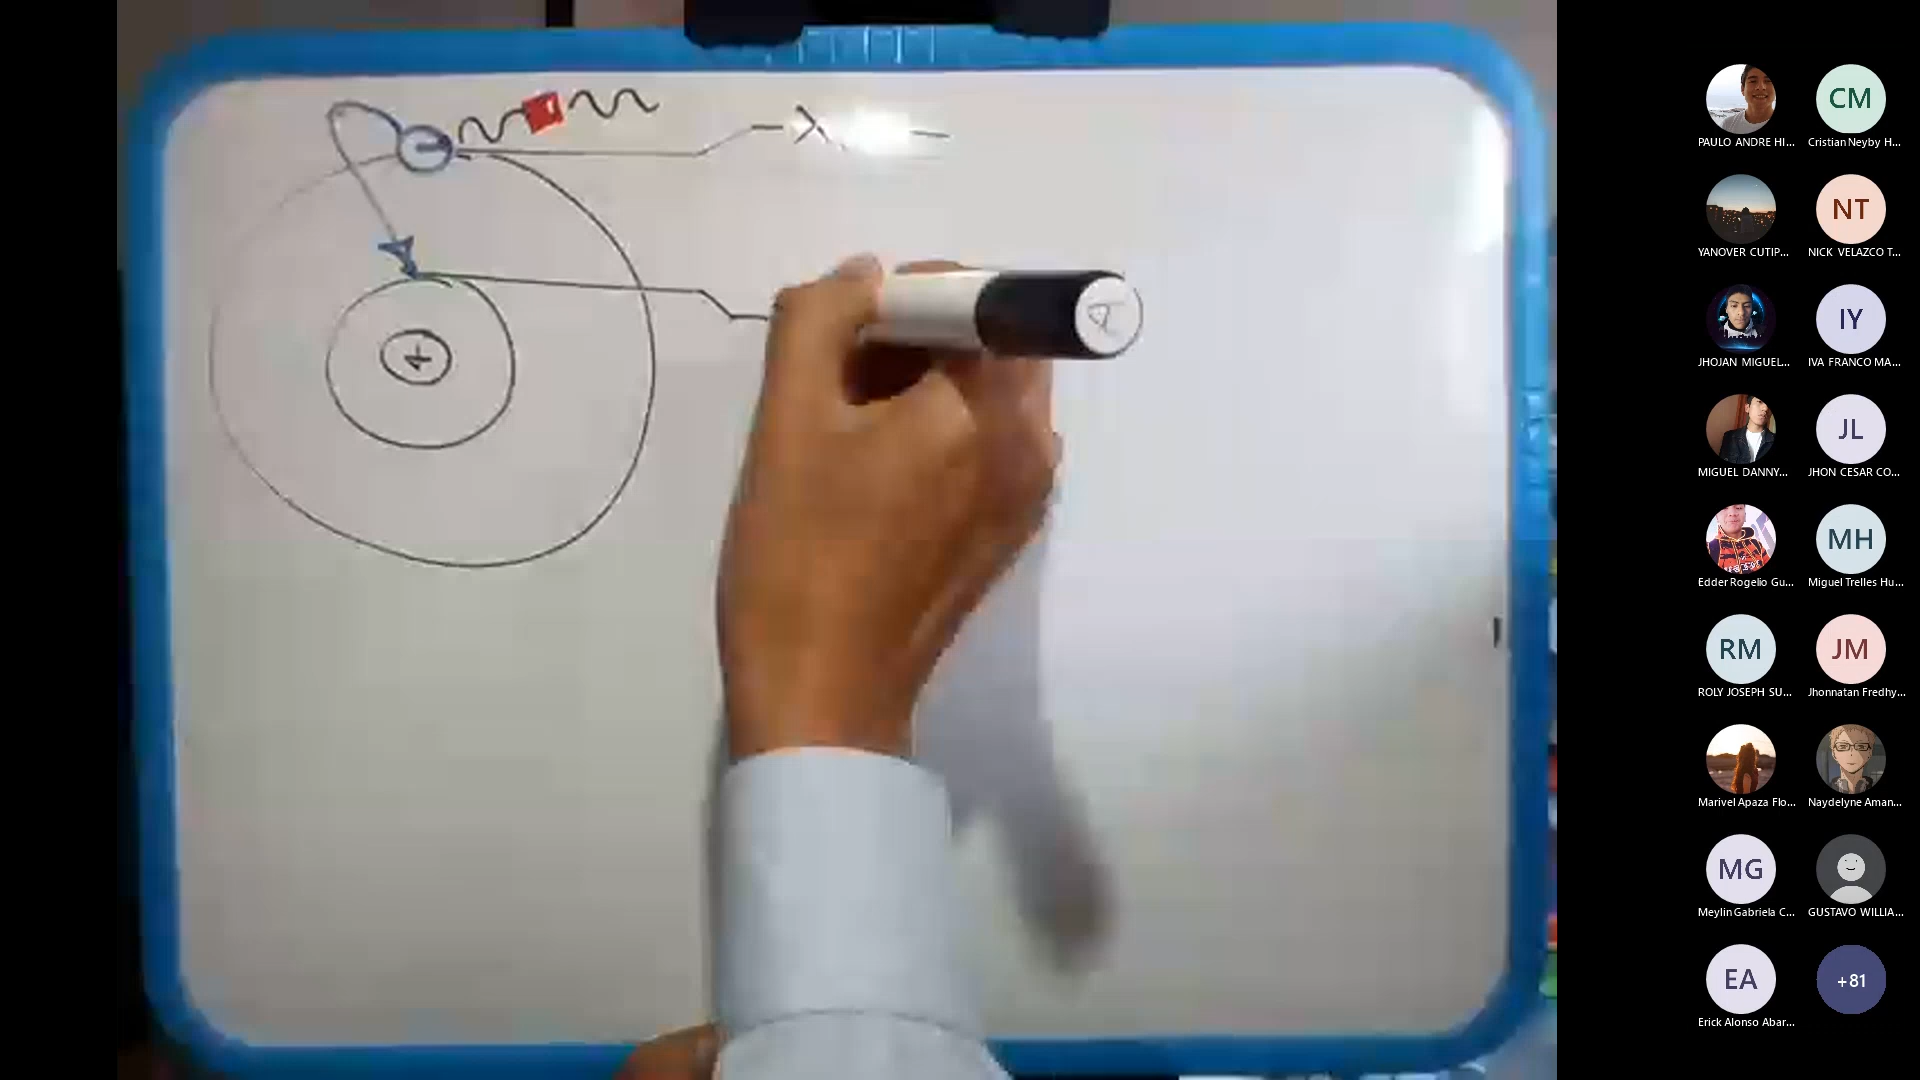 -
+
A
PAULO ANDRE HI...
CM
Cristian Neyby H...
YANOVER CUTIP...
NT
NICK VELAZCO T...
JHOJAN MIGUEL...
IY
IVA FRANCO MA...
MIGUEL DANNY...
JL
JHON CESAR CO...
Edder Rogelio Gu...
MH
Miguel Trelles Hu...
RM
ROLY JOSEPH SU...
JM
Jhonnatan Fredhy...
Marivel Apaza Flo...
Naydelyne Aman...
MG
Meylin Gabriela C...
GUSTAVO WILLIA...
EA
Erick Alonso Abar...
+81